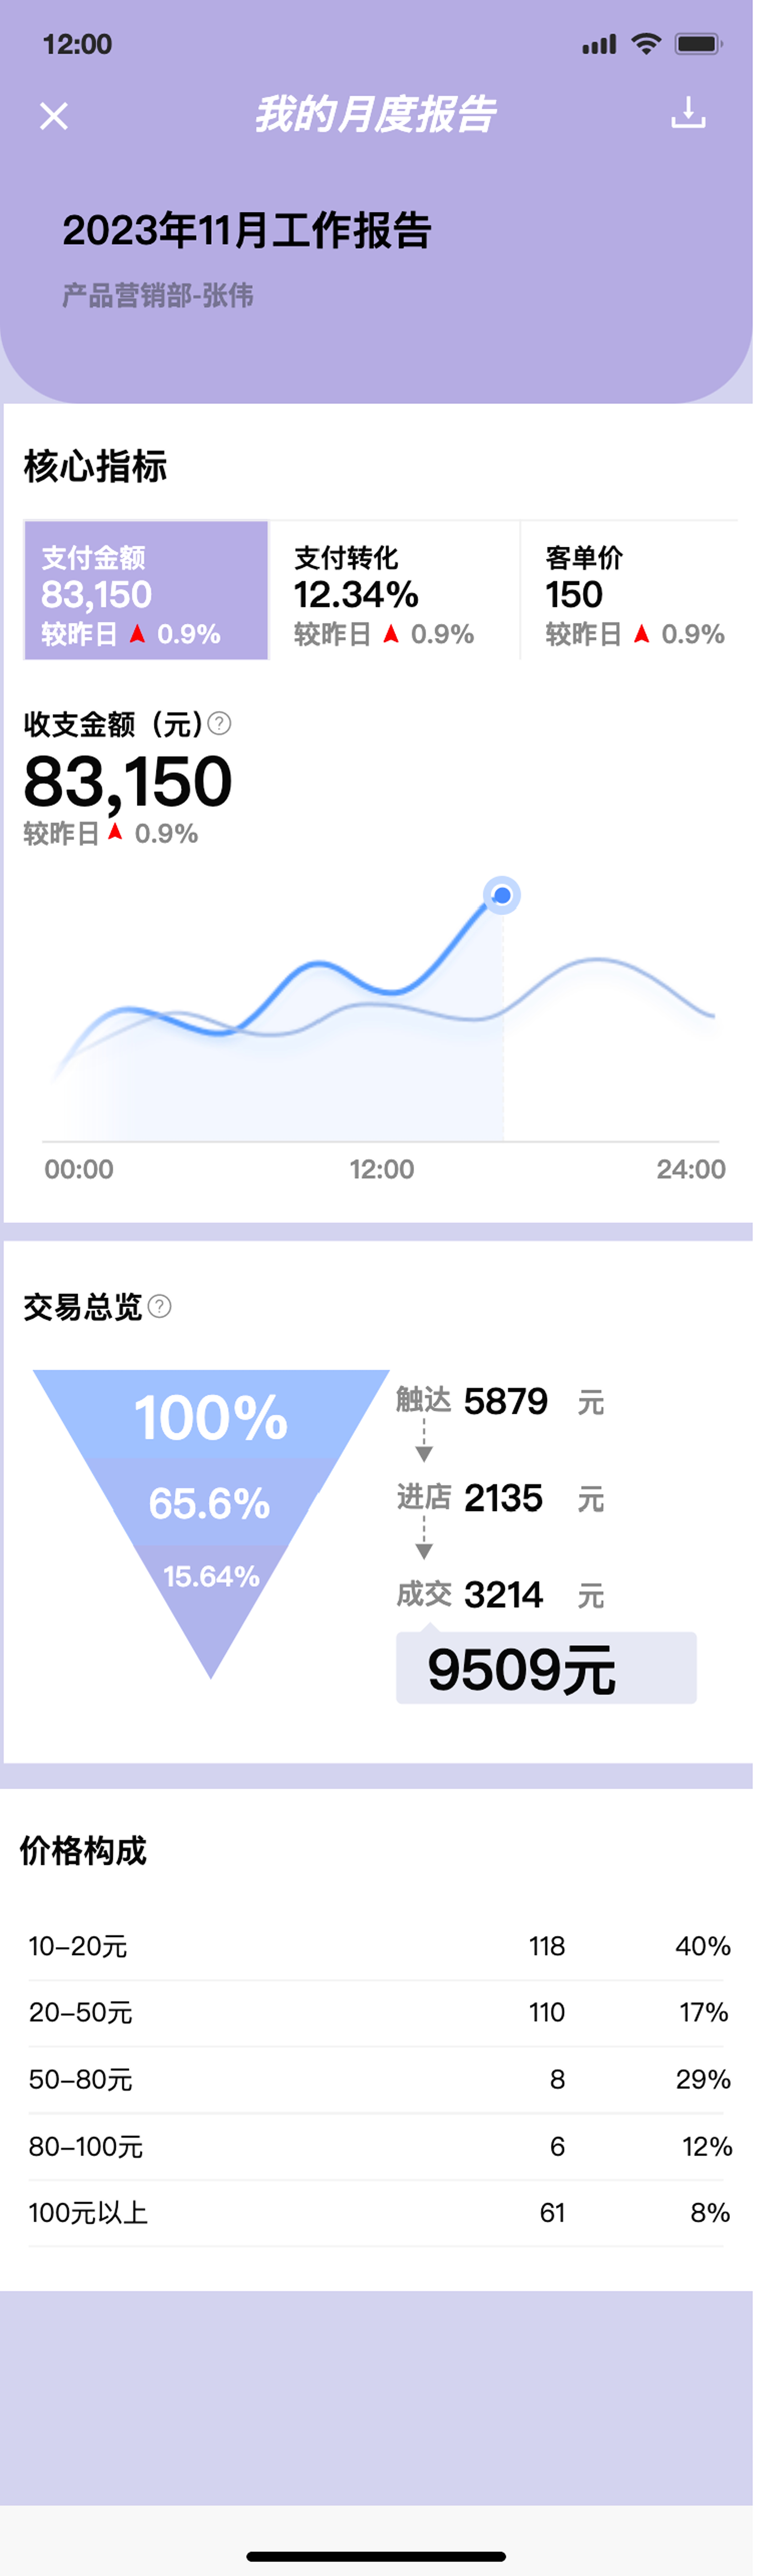 12:00
我的月度报告
2023年11月工作报告
产品营销部-张伟
核心指标
支付金额 支付转化 客单价
83,150 12.34% 150
较昨日 0.9% 较昨日 0.9% 较昨日 0.9%
收支金额（元）?
83,150
较昨日 0.9%
00:00 12:00 24:00
交易总览 ?
100%
触达 5879 元
65.6%
进店 2135 元
15.64%
成交 3214 元
9509元
价格构成
10–20元 118 40%
20–50元 110 17%
50–80元 8 29%
80–100元 6 12%
100元以上 61 8%